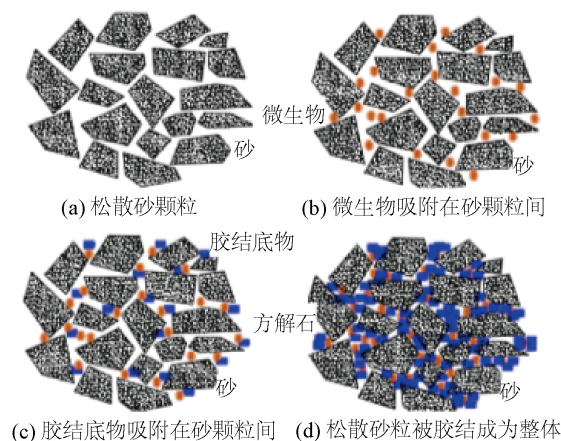 微生物
砂
砂
(a) 松散砂颗粒
(b) 微生物吸附在砂颗粒间
胶结底物
方解石
砂
砂
(c) 胶结底物吸附在砂颗粒间
(d) 松散砂粒被胶结成为整体